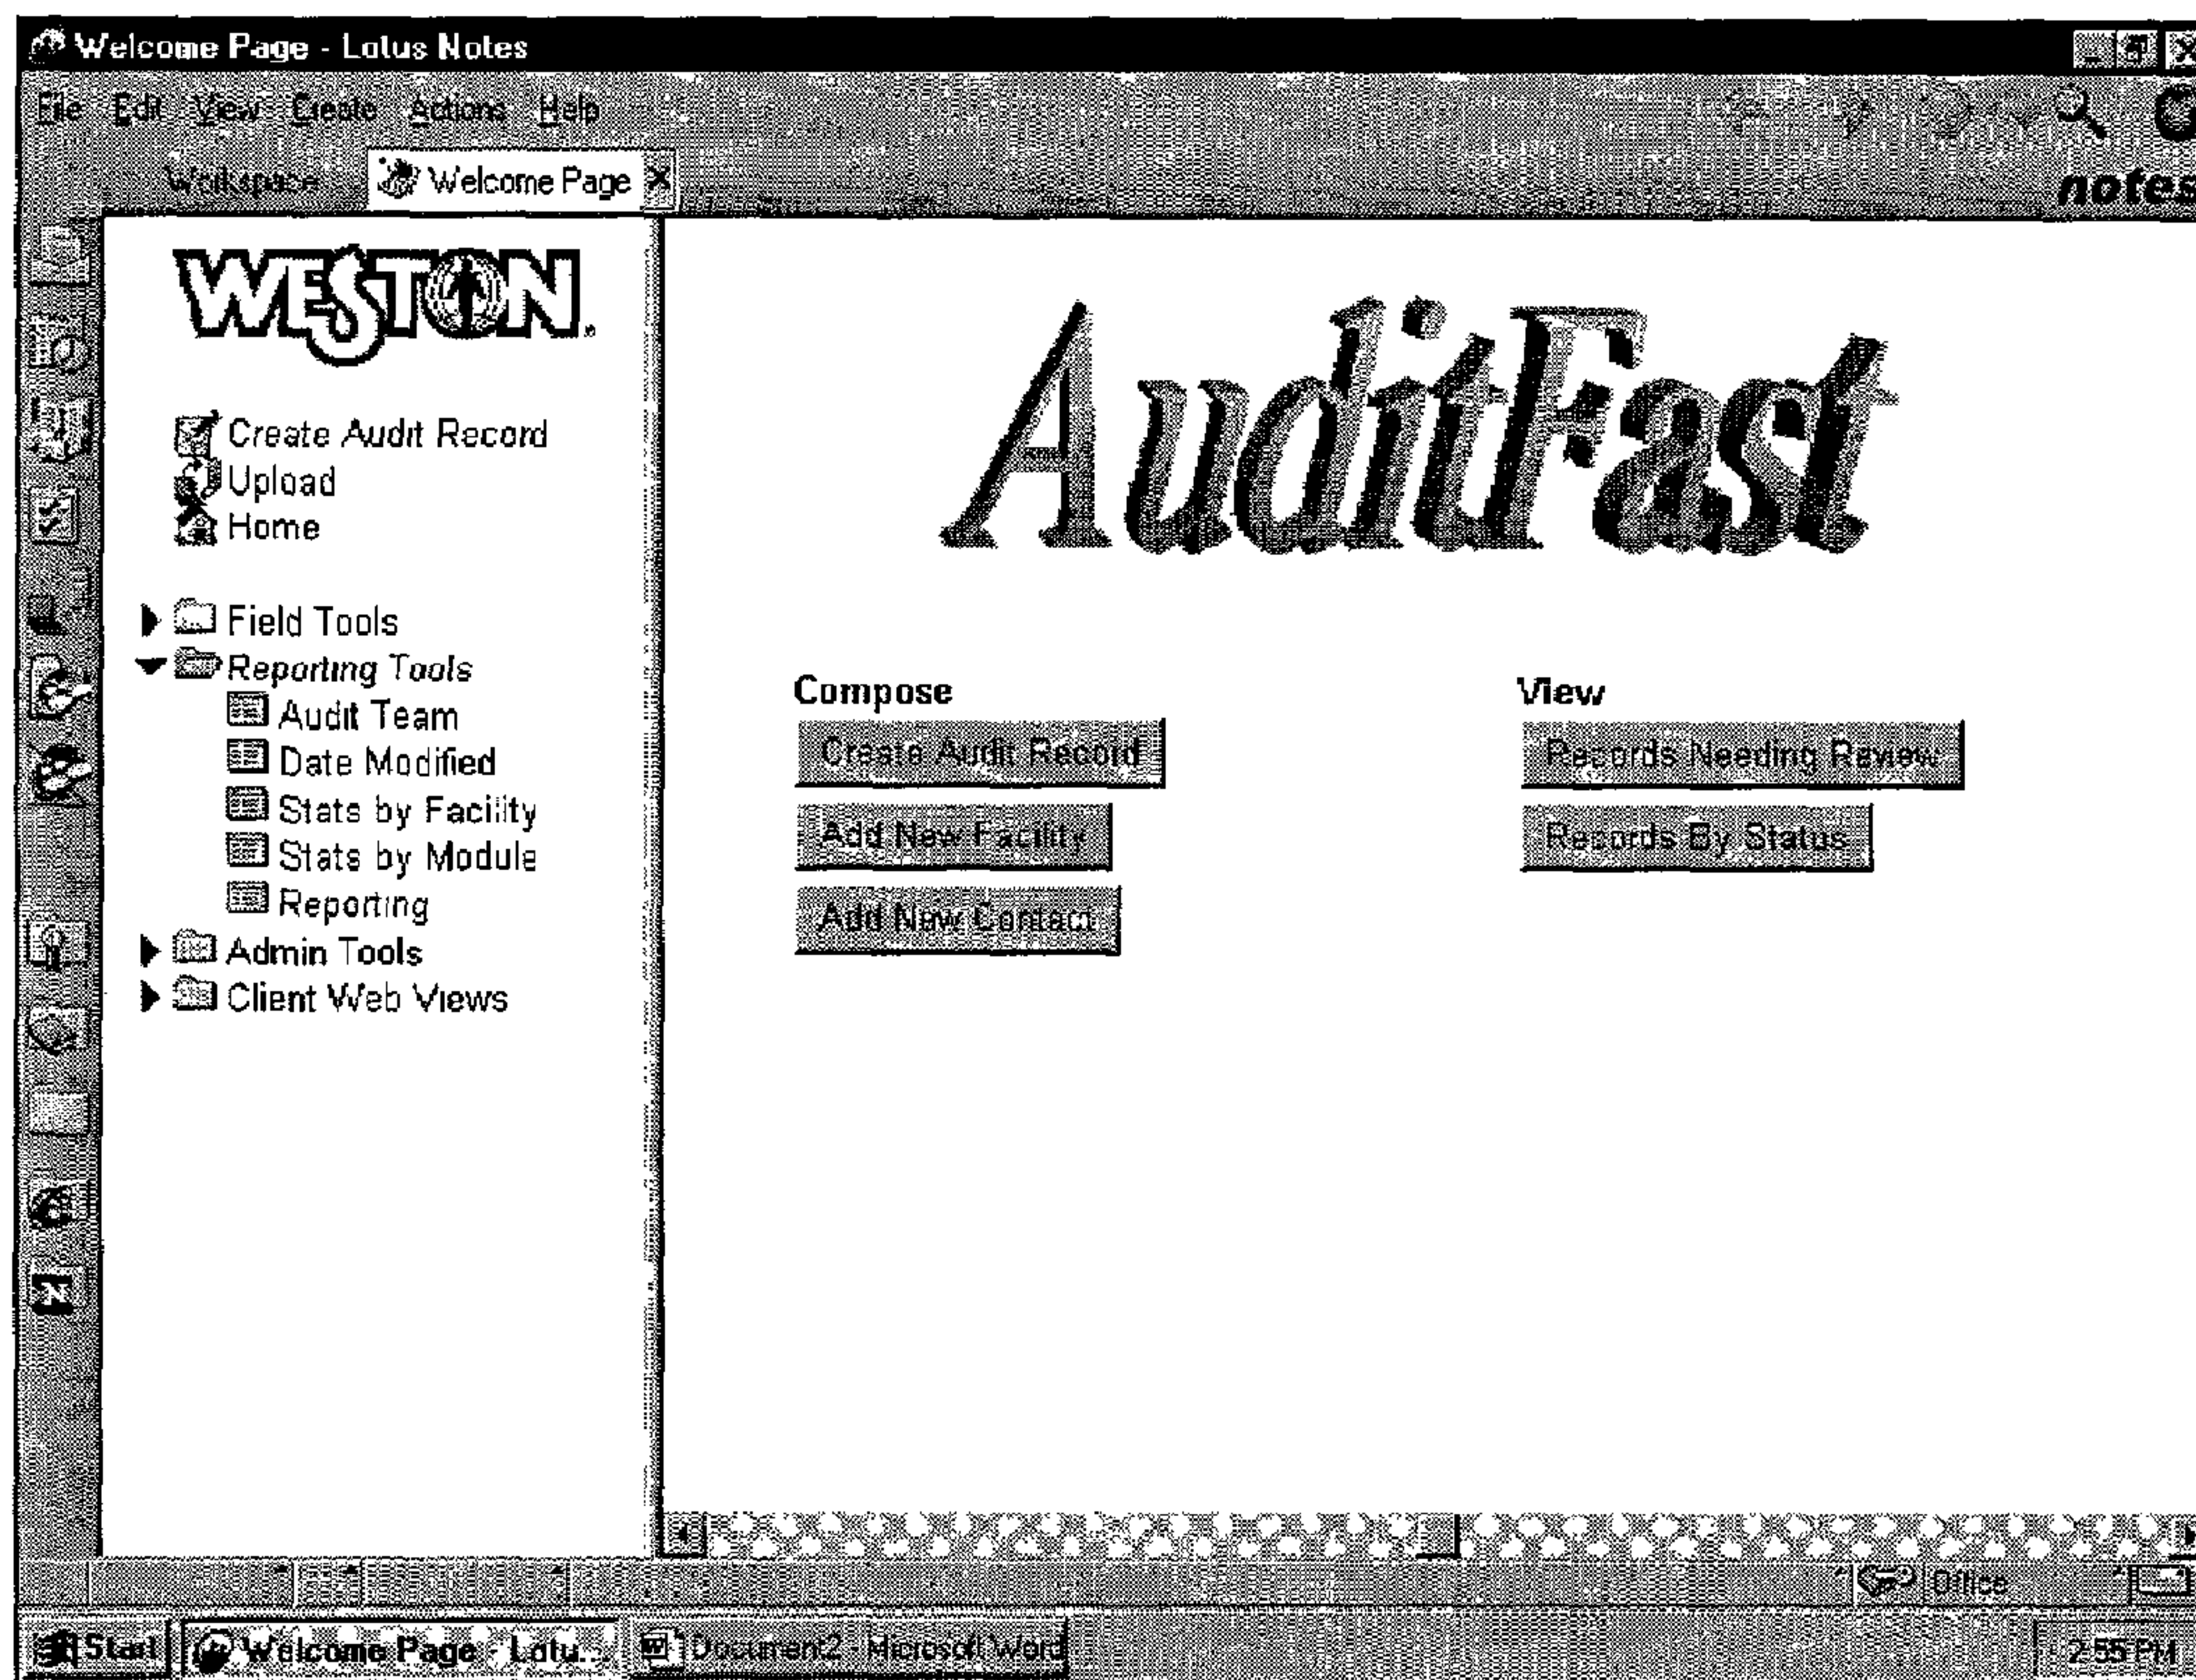 Welcome Page - Lotus Notes
File Edit View Create Actions Help
Workspace Welcome Page
notes
WESTON
Create Audit Record
Upload
Home
Field Tools
Reporting Tools
Audit Team
Date Modified
Stats by Facility
Stats by Module
Reporting
Admin Tools
Client Web Views
AuditFast
Compose
Create Audit Record
Add New Facility
Add New Contact
View
Records Needing Review
Records By Status
Office
Start Welcome Page - Lotu... Document2 - Microsoft Word 2:55 PM